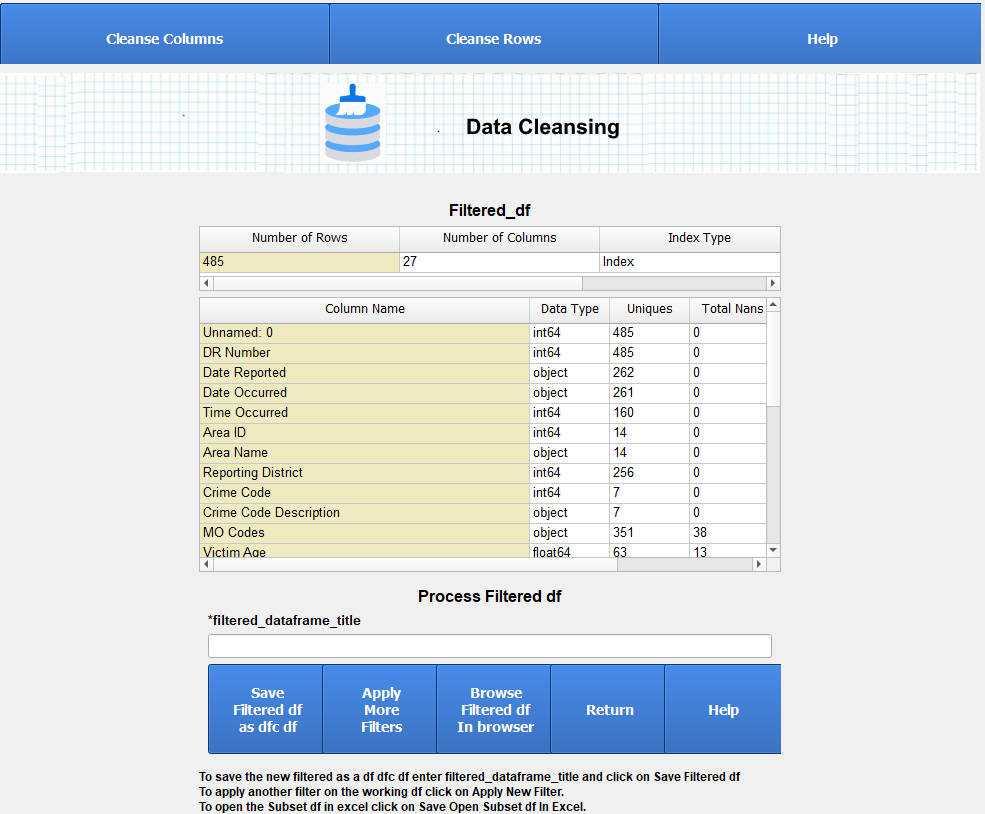 Cleanse Columns Cleanse Rows Help
Data Cleansing
Filtered_df
Number of Rows Number of Columns Index Type
485 27 Index
Column Name Data Type Uniques Total Nans
Unnamed: 0 int64 485 0
DR Number int64 485 0
Date Reported object 262 0
Date Occurred object 261 0
Time Occurred int64 160 0
Area ID int64 14 0
Area Name object 14 0
Reporting District int64 256 0
Crime Code int64 7 0
Crime Code Description object 7 0
MO Codes object 351 38
Victim Age float64 63 13
Process Filtered df
*filtered_dataframe_title
Save Apply Browse
Filtered df More Filtered df Return Help
as dfc df Filters In browser
To save the new filtered as a df dfc df enter filtered_dataframe_title and click on Save Filtered df
To apply another filter on the working df click on Apply New Filter.
To open the Subset df in excel click on Save Open Subset df In Excel.